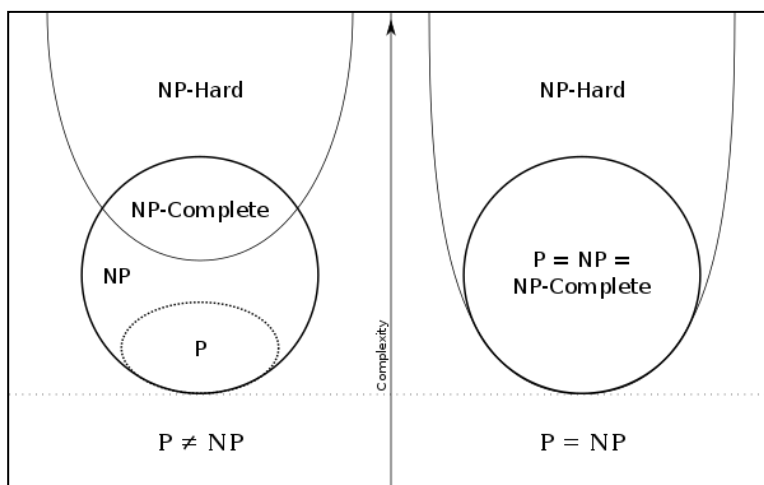 NP-Hard
NP-Complete
NP
P
P ≠ NP
Complexity
NP-Hard
P = NP =
NP-Complete
P = NP